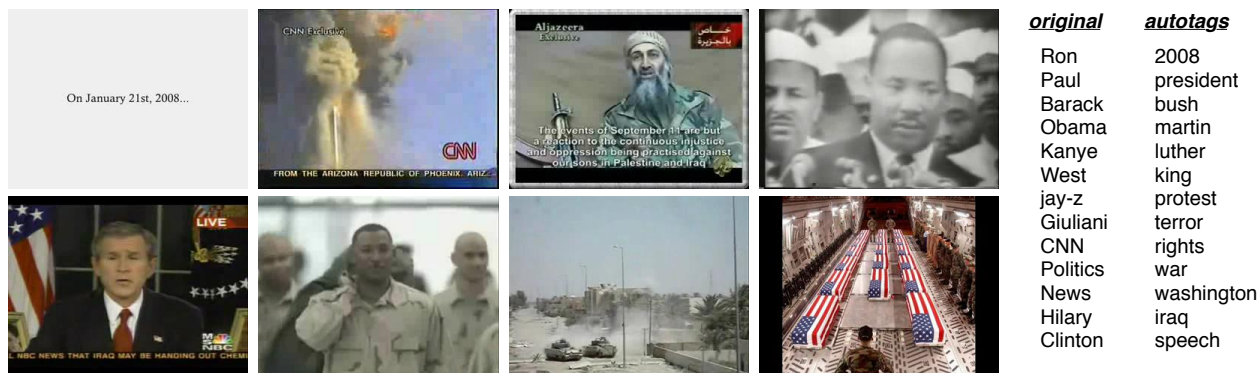 On January 21st, 2008...
CNN Exclusive
CNN
FROM THE ARIZONA REPUBLIC OF PHOENIX, ARIZ...
Aljazeera
Exclusive
خاص
بالجزيرة
The events of September 11 are but
a reaction to the continuous injustice
and oppression being practised against
our sons in Palestine and Iraq
LIVE
MSNBC
L NBC NEWS THAT IRAQ MAY BE HANDING OUT CHEMI
original autotags
Ron 2008
Paul president
Barack bush
Obama martin
Kanye luther
West king
jay-z protest
Giuliani terror
CNN rights
Politics war
News washington
Hilary iraq
Clinton speech